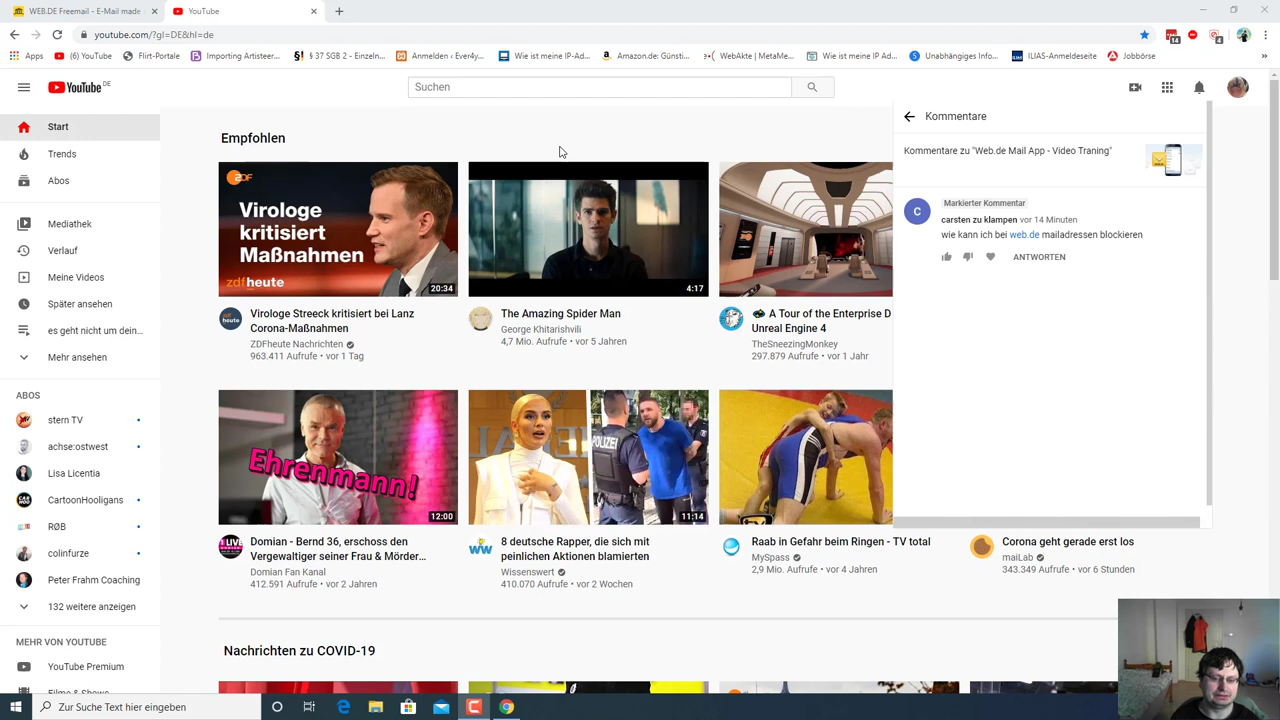 WEB.DE Freemail - E-Mail made
YouTube
youtube.com/?gl=DE&hl=de
14
4
Apps
(4) YouTube
Flirt-Portale
Importing Artisteer...
§ 37 SGB 2 - Einzeln...
Anmelden ‹ Ever4y...
Wie ist meine IP-Ad...
Amazon.de: Günsti...
WebAkte | MetaMe...
Wie ist meine IP Ad...
Unabhängiges Info...
ILIAS-Anmeldeseite
Jobbörse
YouTube DE
Suchen
Start
Trends
Abos
Mediathek
Verlauf
Meine Videos
Später ansehen
es geht nicht um dein...
Mehr ansehen
ABOS
stern TV
achse:ostwest
Lisa Licentia
CartoonHooligans
RØB
colinfurze
Peter Frahm Coaching
132 weitere anzeigen
MEHR VON YOUTUBE
YouTube Premium
Filme & Shows
Empfohlen
ZDF
Virologe
kritisiert
Maßnahmen
zdfheute
20:34
Virologe Streeck kritisiert bei Lanz
Corona-Maßnahmen
ZDFheute Nachrichten
963.411 Aufrufe • vor 1 Tag
4:17
The Amazing Spider Man
George Khitarishvili
4,7 Mio. Aufrufe • vor 5 Jahren
A Tour of the Enterprise D
Unreal Engine 4
TheSneezingMonkey
297.879 Aufrufe • vor 1 Jahr
Kommentare
Kommentare zu "Web.de Mail App - Video Traning"
C
Markierter Kommentar
carsten zu klampen vor 14 Minuten
wie kann ich bei web.de mailadressen blockieren
ANTWORTEN
Ehrenmann!
12:00
1 LIVE
Domian - Bernd 36, erschoss den
Vergewaltiger seiner Frau & Mörder...
Domian Fan Kanal
412.591 Aufrufe • vor 2 Jahren
POLIZEI
11:14
8 deutsche Rapper, die sich mit
peinlichen Aktionen blamierten
Wissenswert
410.070 Aufrufe • vor 2 Wochen
Raab in Gefahr beim Ringen - TV total
MySpass
2,9 Mio. Aufrufe • vor 4 Jahren
Corona geht gerade erst los
maiLab
343.349 Aufrufe • vor 6 Stunden
Nachrichten zu COVID-19
Zur Suche Text hier eingeben